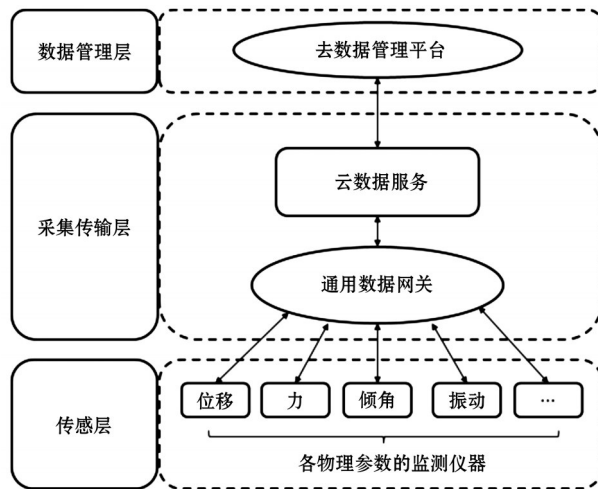 数据管理层
去数据管理平台
云数据服务
采集传输层
通用数据网关
位移 力 倾角 振动 …
传感层
各物理参数的监测仪器